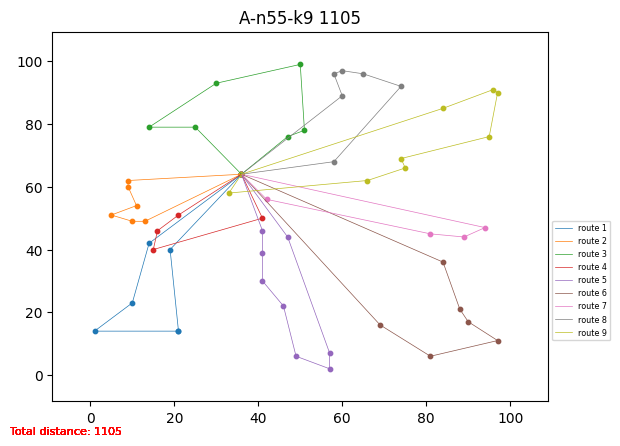 A-n55-k9 1105
100
80
60
40
20
0
0 20 40 60 80 100
route 1
route 2
route 3
route 4
route 5
route 6
route 7
route 8
route 9
Total distance: 1105